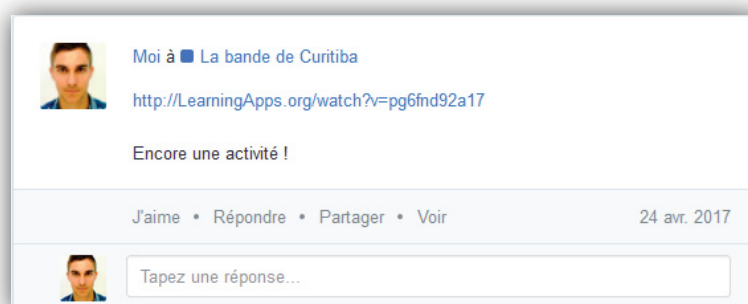 Moi à La bande de Curitiba
http://LearningApps.org/watch?v=pg6fnd92a17
Encore une activité !
J'aime • Répondre • Partager • Voir 24 avr. 2017
Tapez une réponse...